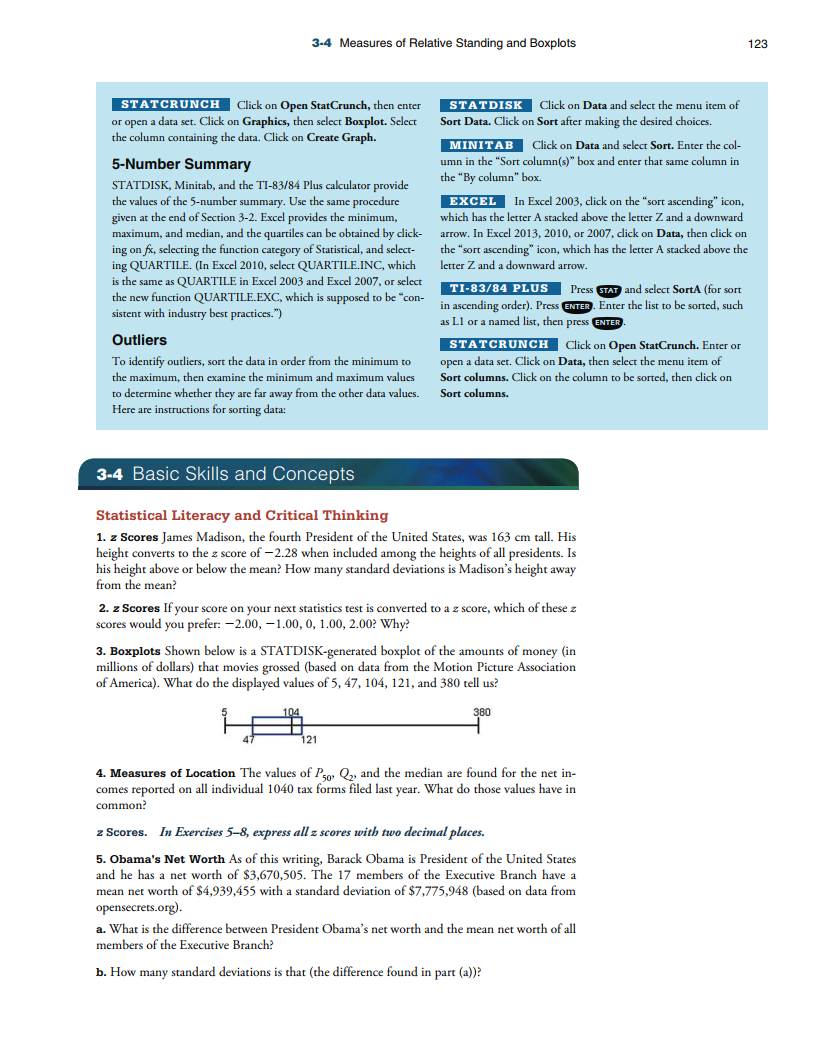 3-4 Measures of Relative Standing and Boxplots 123
STATCRUNCH Click on Open StatCrunch, then enter
or open a data set. Click on Graphics, then select Boxplot. Select
the column containing the data. Click on Create Graph.
5-Number Summary
STATDISK, Minitab, and the TI-83/84 Plus calculator provide
the values of the 5-number summary. Use the same procedure
given at the end of Section 3-2. Excel provides the minimum,
maximum, and median, and the quartiles can be obtained by click-
ing on fx, selecting the function category of Statistical, and select-
ing QUARTILE. (In Excel 2010, select QUARTILE.INC, which
is the same as QUARTILE in Excel 2003 and Excel 2007, or select
the new function QUARTILE.EXC, which is supposed to be “con-
sistent with industry best practices.”)
Outliers
To identify outliers, sort the data in order from the minimum to
the maximum, then examine the minimum and maximum values
to determine whether they are far away from the other data values.
Here are instructions for sorting data:
STATDISK Click on Data and select the menu item of
Sort Data. Click on Sort after making the desired choices.
MINITAB Click on Data and select Sort. Enter the col-
umn in the “Sort column(s)” box and enter that same column in
the “By column” box.
EXCEL In Excel 2003, click on the “sort ascending” icon,
which has the letter A stacked above the letter Z and a downward
arrow. In Excel 2013, 2010, or 2007, click on Data, then click on
the “sort ascending” icon, which has the letter A stacked above the
letter Z and a downward arrow.
TI-83/84 PLUS Press STAT and select SortA (for sort
in ascending order). Press ENTER. Enter the list to be sorted, such
as L1 or a named list, then press ENTER.
STATCRUNCH Click on Open StatCrunch. Enter or
open a data set. Click on Data, then select the menu item of
Sort columns. Click on the column to be sorted, then click on
Sort columns.
3-4 Basic Skills and Concepts
Statistical Literacy and Critical Thinking
1. z Scores James Madison, the fourth President of the United States, was 163 cm tall. His
height converts to the z score of −2.28 when included among the heights of all presidents. Is
his height above or below the mean? How many standard deviations is Madison’s height away
from the mean?
2. z Scores If your score on your next statistics test is converted to a z score, which of these z
scores would you prefer: −2.00, −1.00, 0, 1.00, 2.00? Why?
3. Boxplots Shown below is a STATDISK-generated boxplot of the amounts of money (in
millions of dollars) that movies grossed (based on data from the Motion Picture Association
of America). What do the displayed values of 5, 47, 104, 121, and 380 tell us?
5 104 380
47 121
4. Measures of Location The values of P50, Q2, and the median are found for the net in-
comes reported on all individual 1040 tax forms filed last year. What do those values have in
common?
z Scores. In Exercises 5–8, express all z scores with two decimal places.
5. Obama's Net Worth As of this writing, Barack Obama is President of the United States
and he has a net worth of $3,670,505. The 17 members of the Executive Branch have a
mean net worth of $4,939,455 with a standard deviation of $7,775,948 (based on data from
opensecrets.org).
a. What is the difference between President Obama’s net worth and the mean net worth of all
members of the Executive Branch?
b. How many standard deviations is that (the difference found in part (a))?